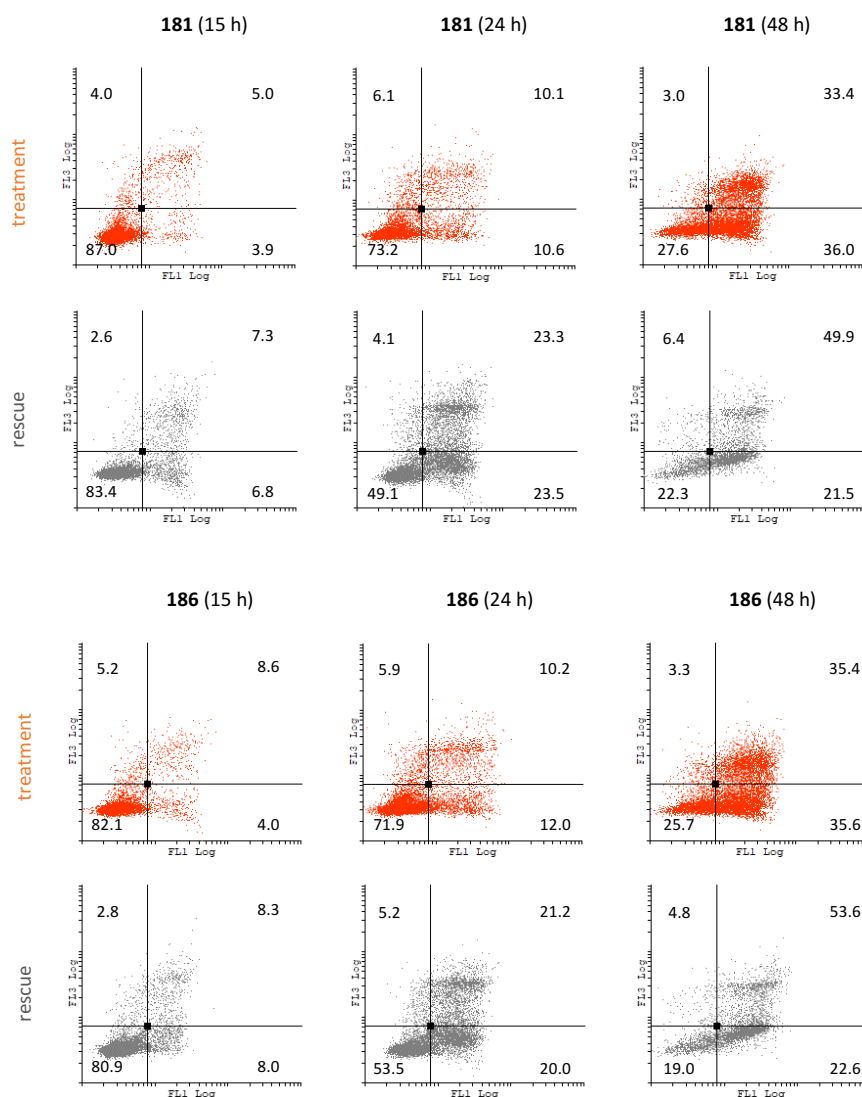 181 (15 h) 181 (24 h) 181 (48 h)
treatment
4.0 5.0 6.1 10.1 3.0 33.4
FL3 Log FL3 Log FL3 Log
87.0 3.9 73.2 10.6 27.6 36.0
FL1 Log FL1 Log FL1 Log
rescue
2.6 7.3 4.1 23.3 6.4 49.9
FL3 Log FL3 Log FL3 Log
83.4 6.8 49.1 23.5 22.3 21.5
FL1 Log FL1 Log FL1 Log
186 (15 h) 186 (24 h) 186 (48 h)
treatment
5.2 8.6 5.9 10.2 3.3 35.4
FL3 Log FL3 Log FL3 Log
82.1 4.0 71.9 12.0 25.7 35.6
FL1 Log FL1 Log FL1 Log
rescue
2.8 8.3 5.2 21.2 4.8 53.6
FL3 Log FL3 Log FL3 Log
80.9 8.0 53.5 20.0 19.0 22.6
FL1 Log FL1 Log FL1 Log